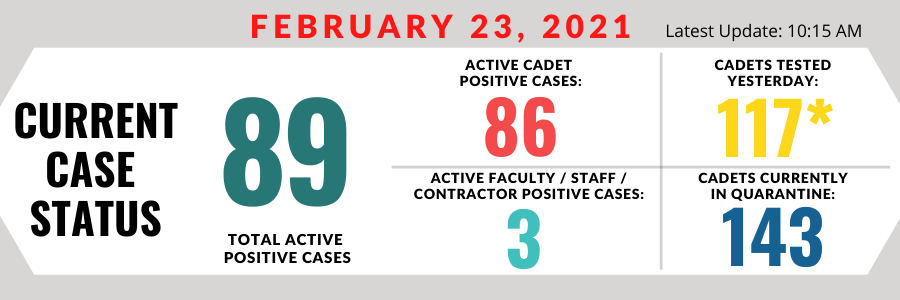 FEBRUARY 23, 2021
Latest Update: 10:15 AM
CURRENT
CASE
STATUS
89
TOTAL ACTIVE
POSITIVE CASES
ACTIVE CADET
POSITIVE CASES:
86
CADETS TESTED
YESTERDAY:
117*
ACTIVE FACULTY / STAFF /
CONTRACTOR POSITIVE CASES:
3
CADETS CURRENTLY
IN QUARANTINE:
143